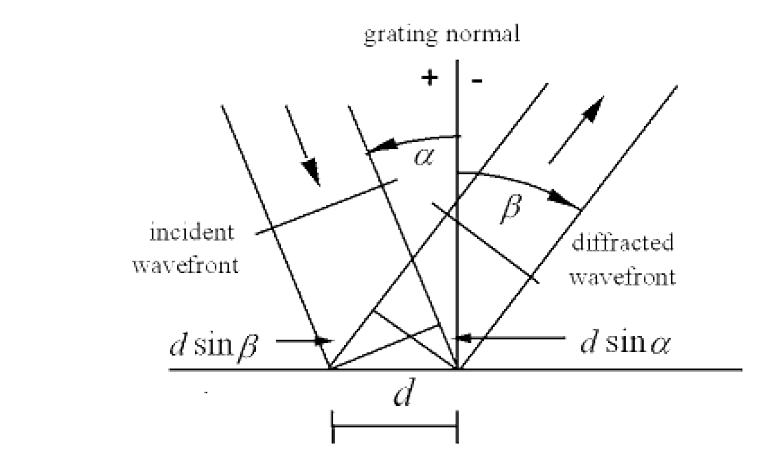 grating normal
+ -
α
β
incident
wavefront
diffracted
wavefront
d sin β
d sin α
d